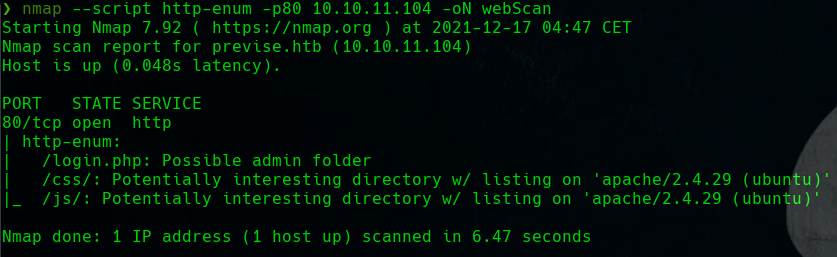 ❯ nmap --script http-enum -p80 10.10.11.104 -oN webScan
Starting Nmap 7.92 ( https://nmap.org ) at 2021-12-17 04:47 CET
Nmap scan report for previse.htb (10.10.11.104)
Host is up (0.048s latency).

PORT   STATE SERVICE
80/tcp open  http
| http-enum:
|   /login.php: Possible admin folder
|   /css/: Potentially interesting directory w/ listing on 'apache/2.4.29 (ubuntu)'
|_  /js/: Potentially interesting directory w/ listing on 'apache/2.4.29 (ubuntu)'

Nmap done: 1 IP address (1 host up) scanned in 6.47 seconds